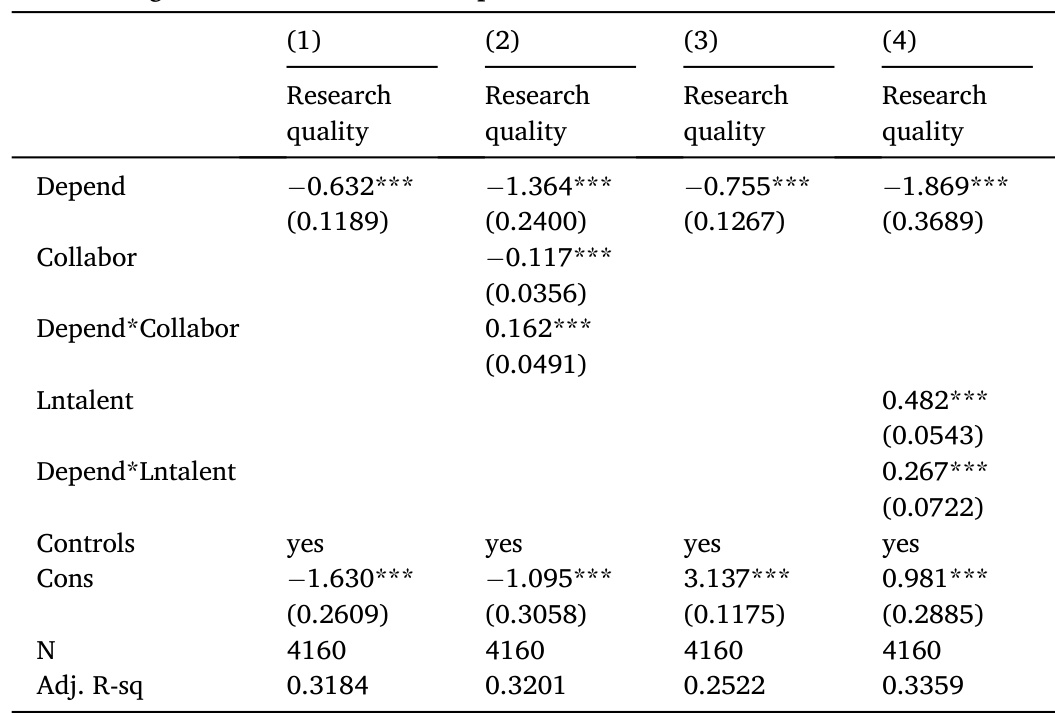 (1) (2) (3) (4)
Research Research Research Research
quality quality quality quality
Depend −0.632*** −1.364*** −0.755*** −1.869***
(0.1189) (0.2400) (0.1267) (0.3689)
Collabor −0.117***
(0.0356)
Depend*Collabor 0.162***
(0.0491)
Lntalent 0.482***
(0.0543)
Depend*Lntalent 0.267***
(0.0722)
Controls yes yes yes yes
Cons −1.630*** −1.095*** 3.137*** 0.981***
(0.2609) (0.3058) (0.1175) (0.2885)
N 4160 4160 4160 4160
Adj. R-sq 0.3184 0.3201 0.2522 0.3359